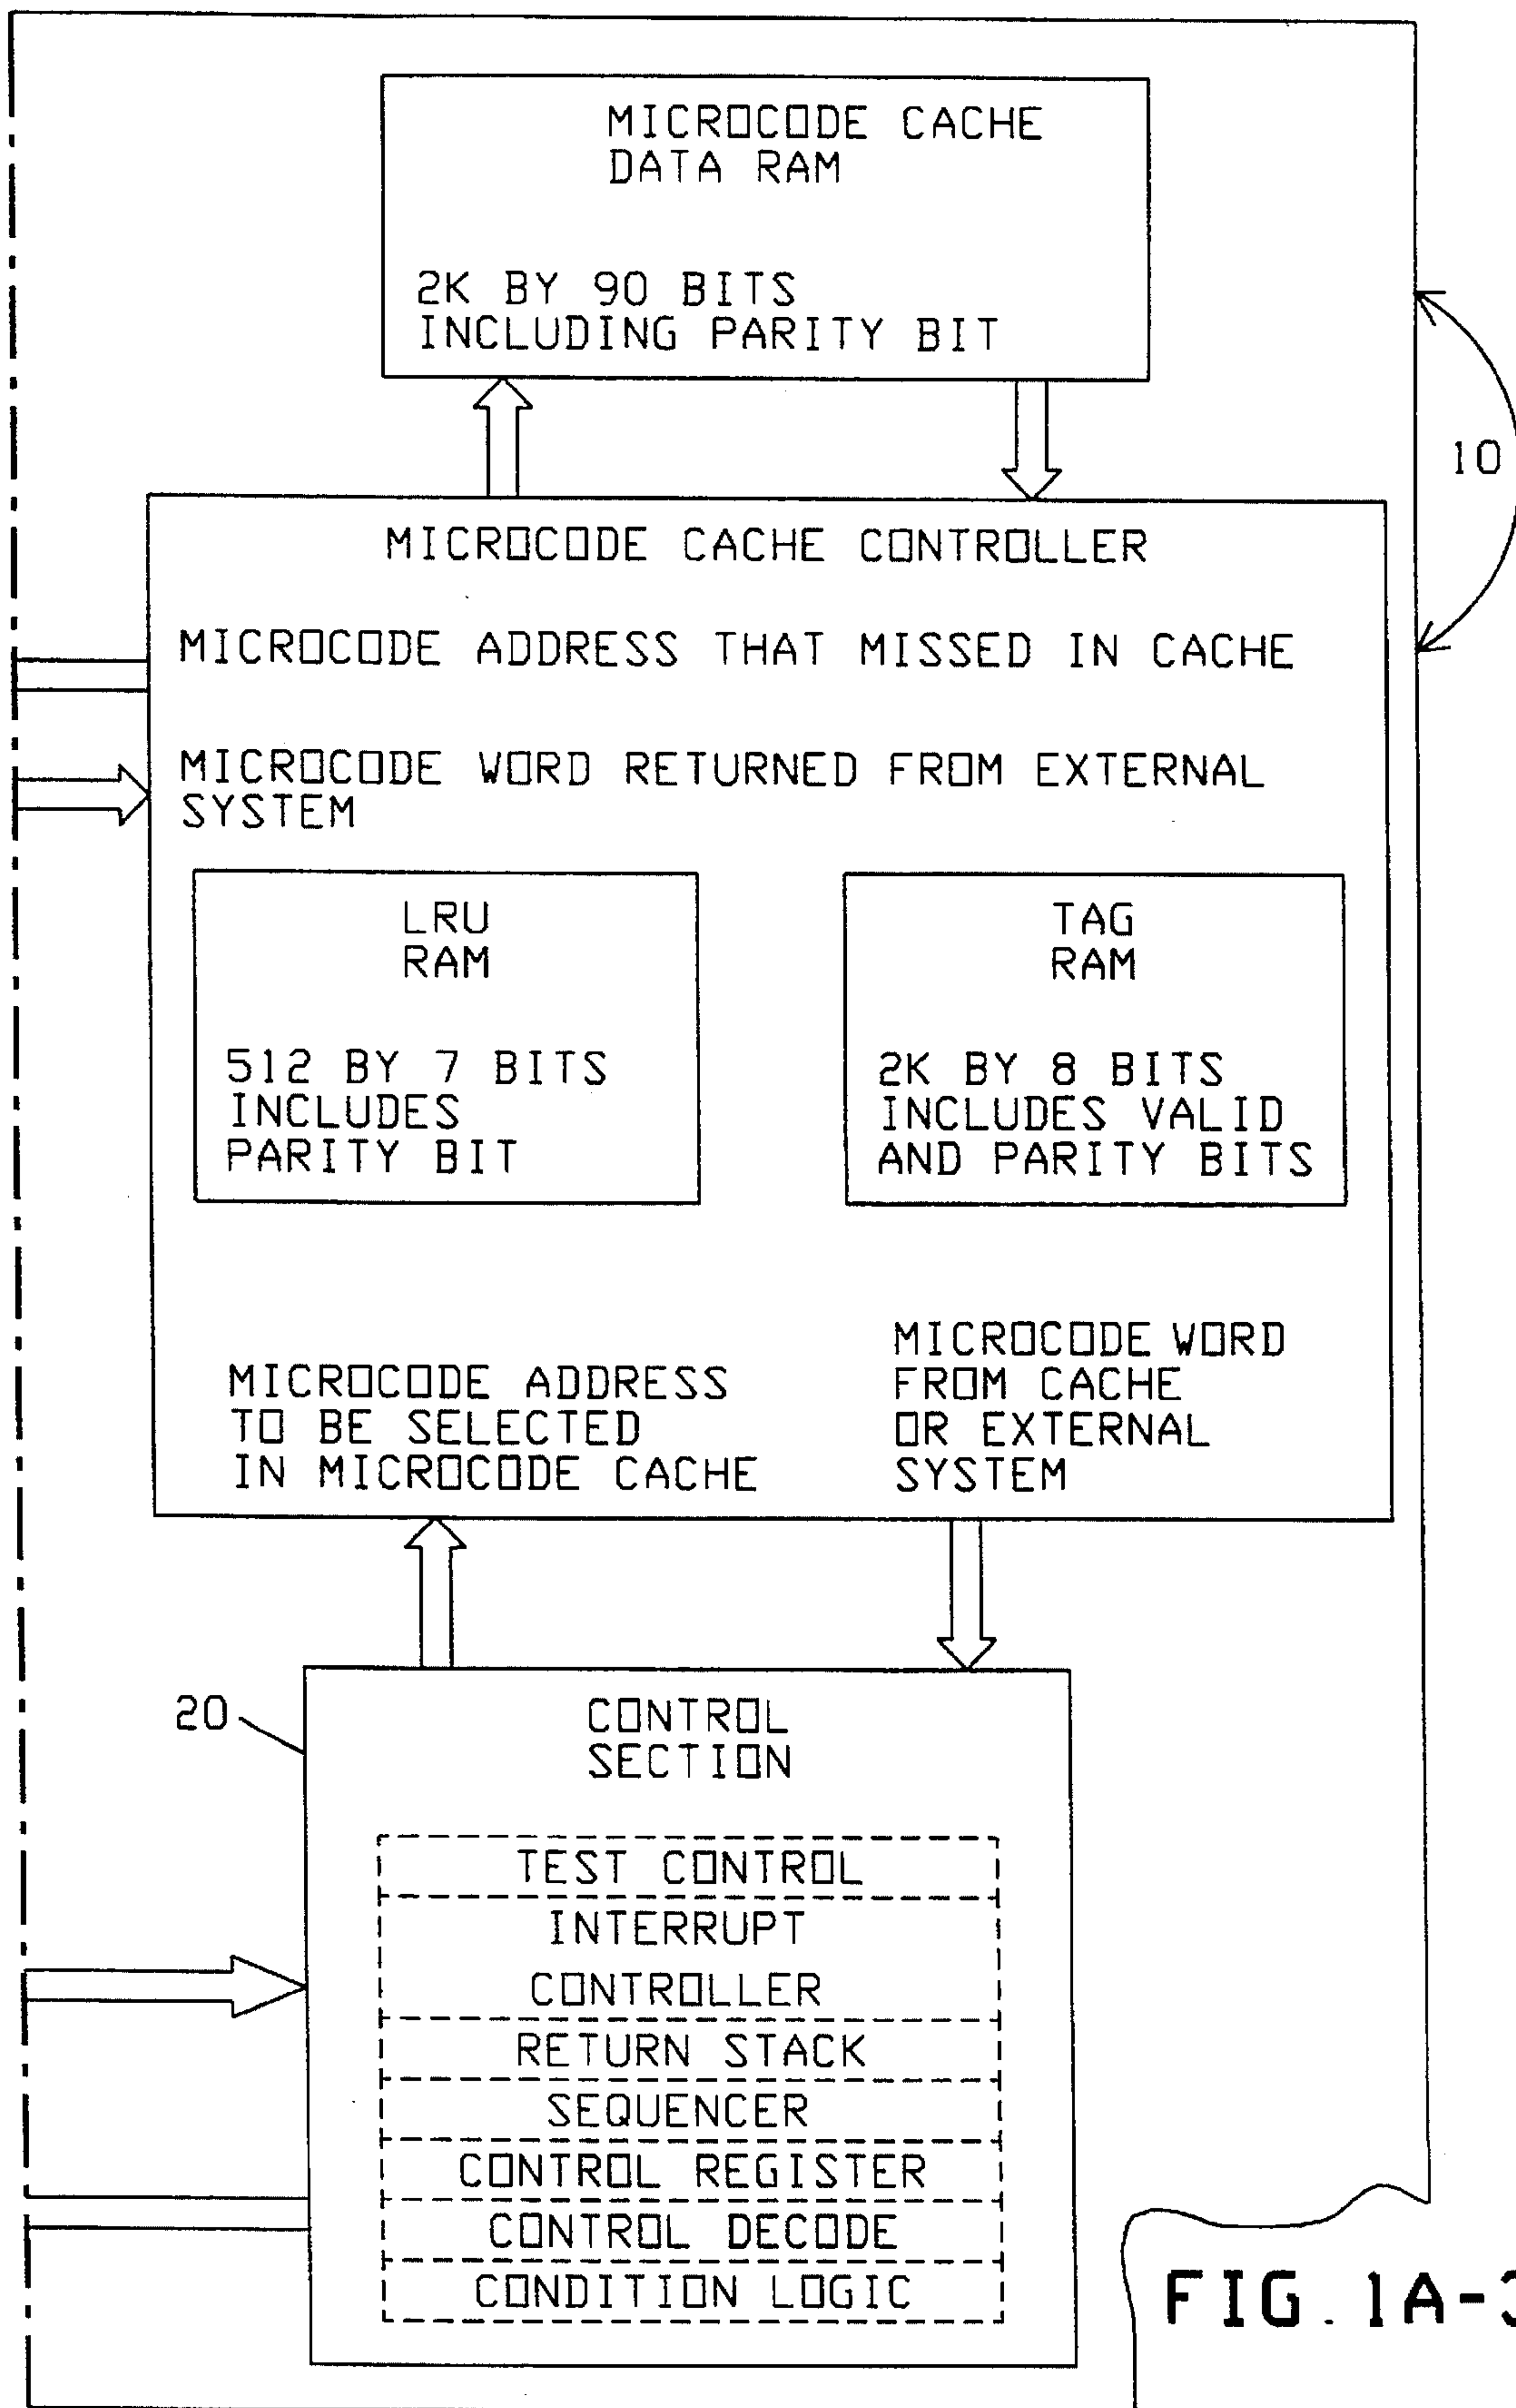 MICROCODE CACHE
DATA RAM
2K BY 90 BITS
INCLUDING PARITY BIT
10
MICROCODE CACHE CONTROLLER
MICROCODE ADDRESS THAT MISSED IN CACHE
MICROCODE WORD RETURNED FROM EXTERNAL
SYSTEM
LRU
RAM
512 BY 7 BITS
INCLUDES
PARITY BIT
TAG
RAM
2K BY 8 BITS
INCLUDES VALID
AND PARITY BITS
MICROCODE ADDRESS
TO BE SELECTED
IN MICROCODE CACHE
MICROCODE WORD
FROM CACHE
OR EXTERNAL
SYSTEM
20
CONTROL
SECTION
TEST CONTROL
INTERRUPT
CONTROLLER
RETURN STACK
SEQUENCER
CONTROL REGISTER
CONTROL DECODE
CONDITION LOGIC
FIG. 1A-